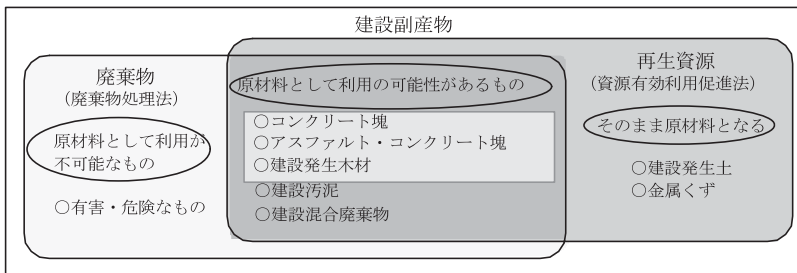 建設副産物
廃棄物
（廃棄物処理法）
原材料として利用が
不可能なもの
○有害・危険なもの
原材料として利用の可能性があるもの
○コンクリート塊
○アスファルト・コンクリート塊
○建設発生木材
○建設汚泥
○建設混合廃棄物
再生資源
（資源有効利用促進法）
そのまま原材料となる
○建設発生土
○金属くず